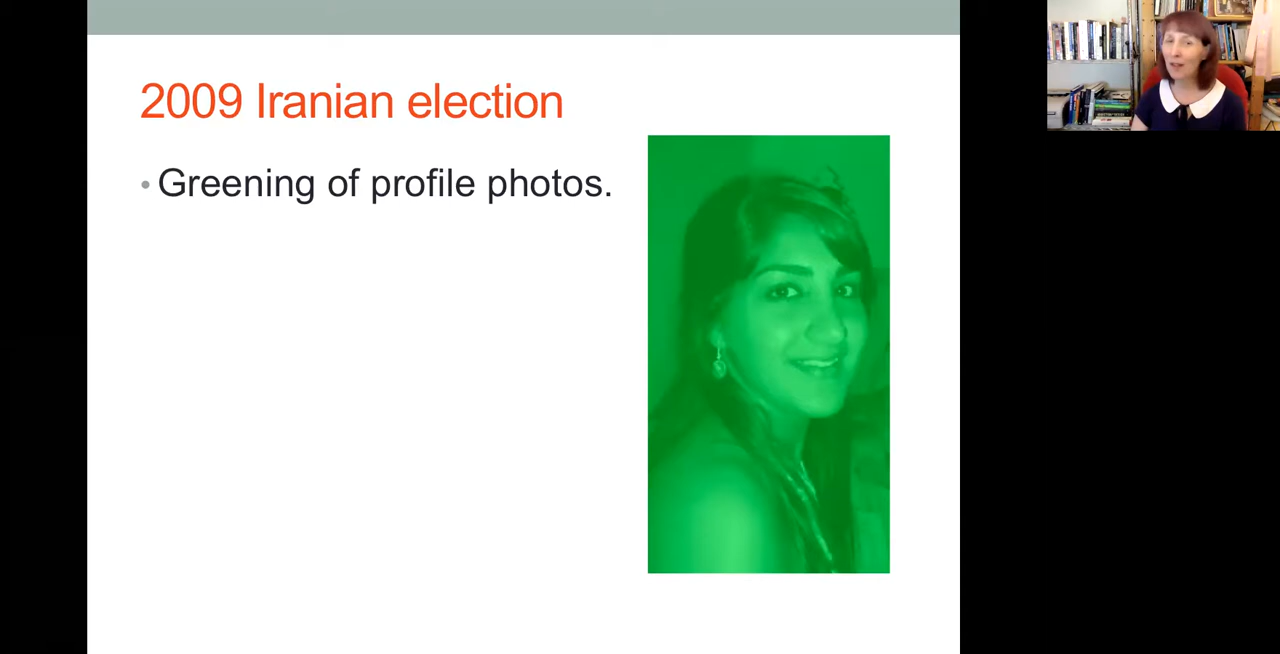 2009 Iranian election
• Greening of profile photos.